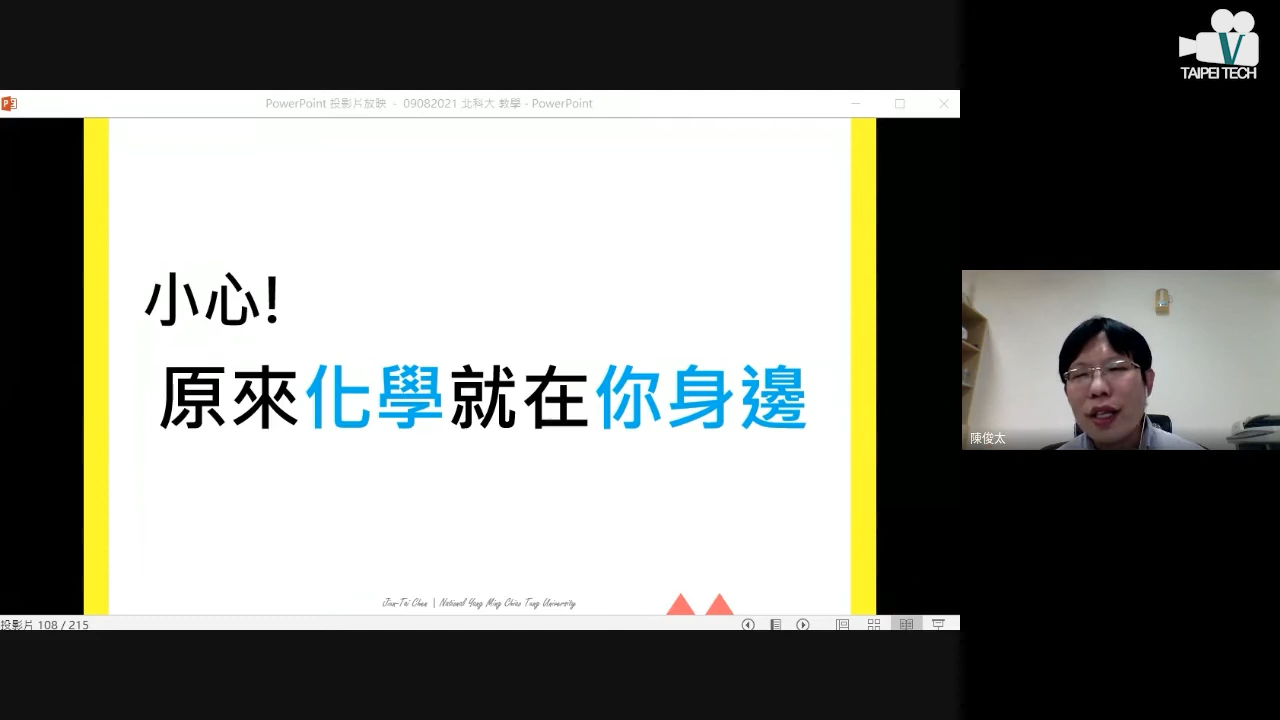 TAIPEI TECH
PowerPoint 投影片放映 - 09082021 北科大 教學 - PowerPoint
小心!
原來化學就在你身邊
陳俊太
Jiun-Tai Chen | National Yang Ming Chiao Tung University
投影片 108 / 215